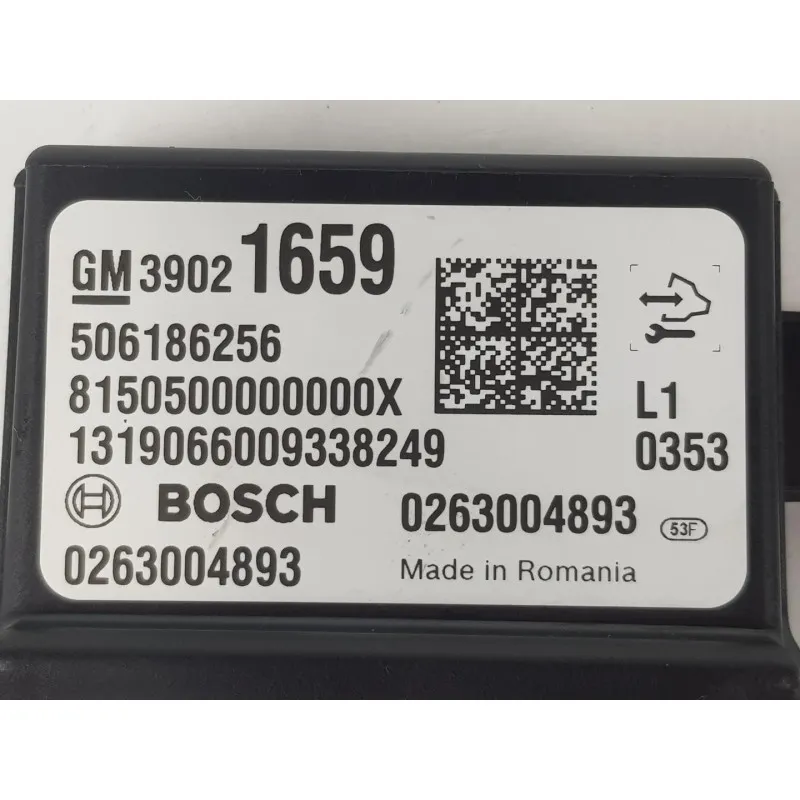 GM 3902 1659
506186256
8150500000000X
1319066009338249
L1
0353
BOSCH
0263004893
53F
0263004893
Made in Romania